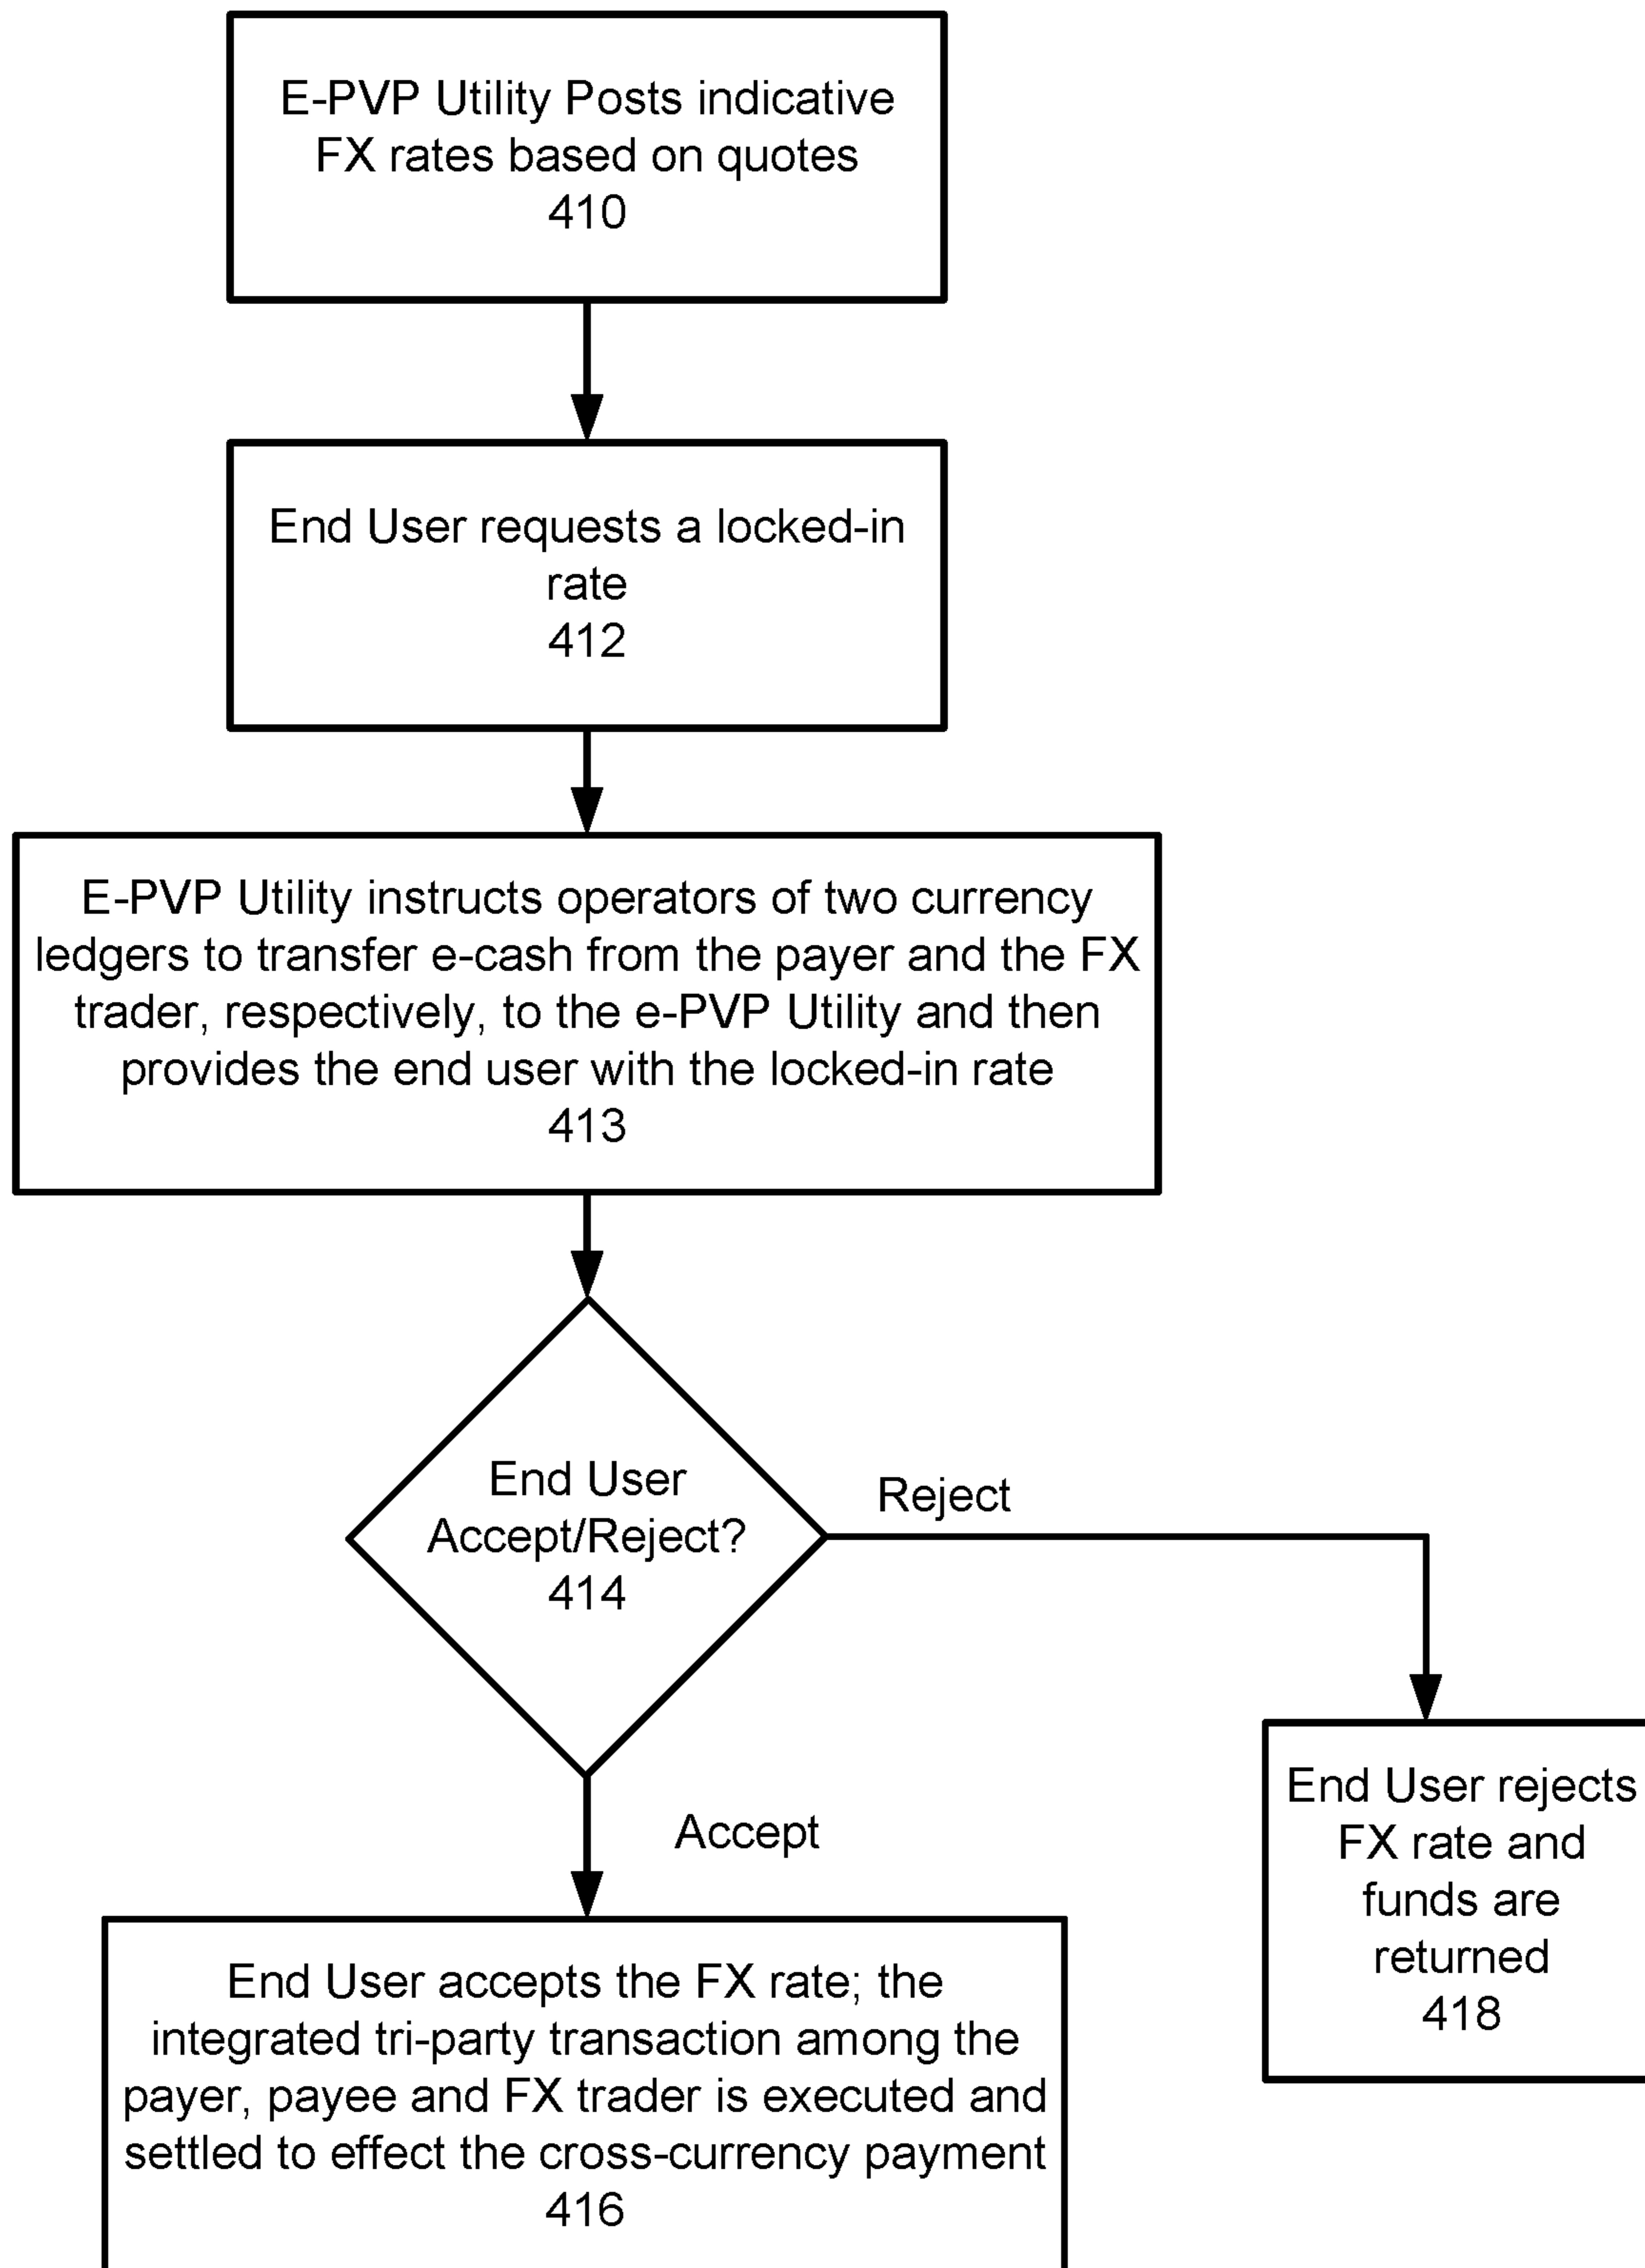 E-PVP Utility Posts indicative
FX rates based on quotes
410
End User requests a locked-in
rate
412
E-PVP Utility instructs operators of two currency
ledgers to transfer e-cash from the payer and the FX
trader, respectively, to the e-PVP Utility and then
provides the end user with the locked-in rate
413
End User
Accept/Reject?
414
Reject
Accept
End User rejects
FX rate and
funds are
returned
418
End User accepts the FX rate; the
integrated tri-party transaction among the
payer, payee and FX trader is executed and
settled to effect the cross-currency payment
416